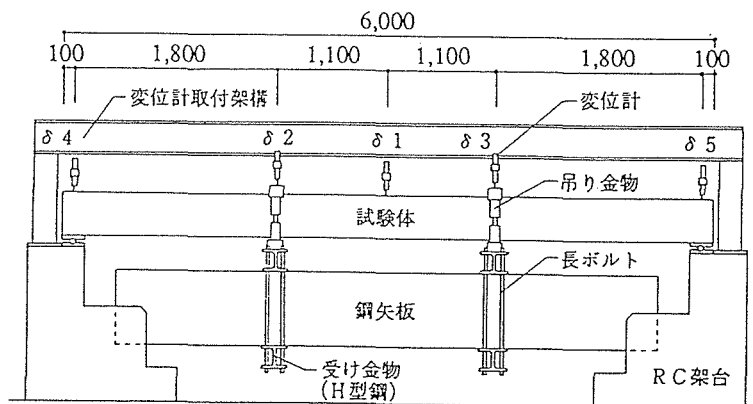 6,000
100 1,800 1,100 1,100 1,800 100
変位計取付架構 変位計
δ4 δ2 δ1 δ3 δ5
吊り金物
試験体
長ボルト
鋼矢板
受け金物
(H型鋼)
RC架台